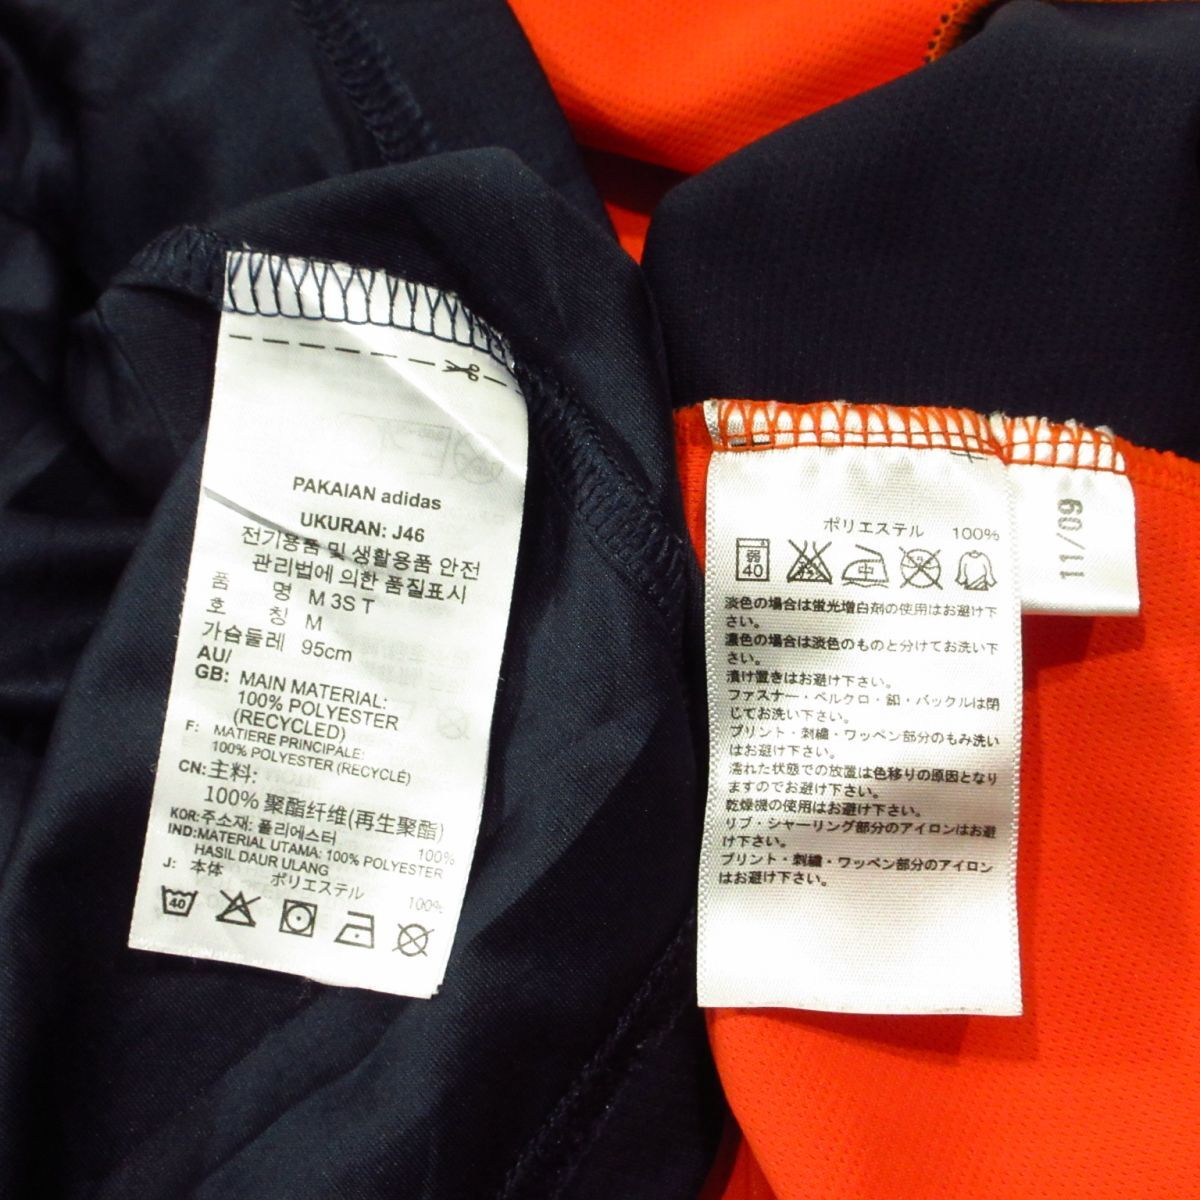 PAKAIAN adidas
UKURAN: J46
전기용품 및 생활용품 안전
관리법에 의한 품질표시
품 명 M 3S T
호 칭 M
가슴둘레 95cm
AU/
GB: MAIN MATERIAL:
100% POLYESTER
(RECYCLED)
F: MATIERE PRINCIPALE:
100% POLYESTER (RECYCLÉ)
CN: 主料:
100% 聚酯纤维(再生聚酯)
KOR: 주소재: 폴리에스터 100%
IND: MATERIAL UTAMA: 100% POLYESTER
HASIL DAUR ULANG
J: 本体 ポリエステル 100%
40
ポリエステル 100%
弱 40 中
淡色の場合は蛍光増白剤の使用はお避け下
さい。
濃色の場合は淡色のものと分けてお洗い下
さい。
漬け置きはお避け下さい。
ファスナー・ベルクロ・釦・バックルは閉
じてお洗い下さい。
プリント・刺繍・ワッペン部分のもみ洗い
はお避け下さい。
濡れた状態での放置は色移りの原因となり
ますのでお避け下さい。
乾燥機の使用はお避け下さい。
リブ・シャーリング部分のアイロンはお避
け下さい。
プリント・刺繍・ワッペン部分のアイロン
はお避け下さい。
11/09